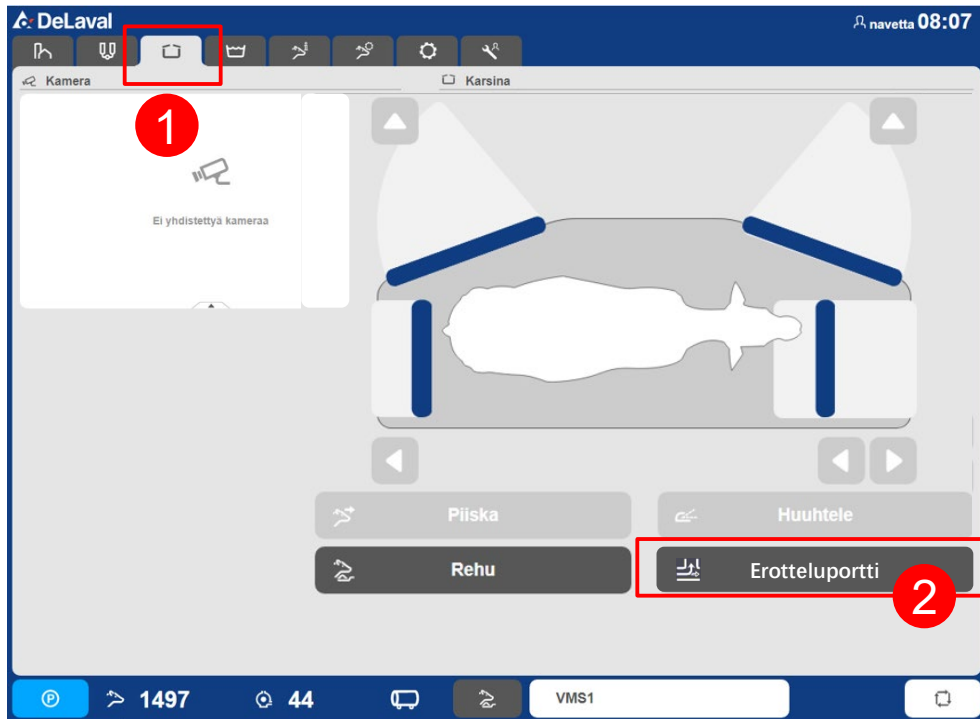 DeLaval
navetta 08:07
Kamera
Karsina
1
Ei yhdistettyä kameraa
Piiska
Huuhtele
Rehu
Erotteluportti
2
P
1497
44
VMS1